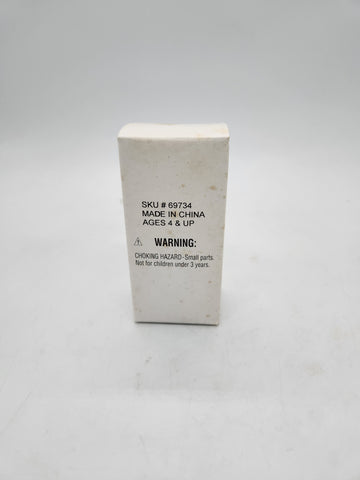 SKU # 69734
MADE IN CHINA
AGES 4 & UP
⚠ WARNING:
CHOKING HAZARD-Small parts.
Not for children under 3 years.